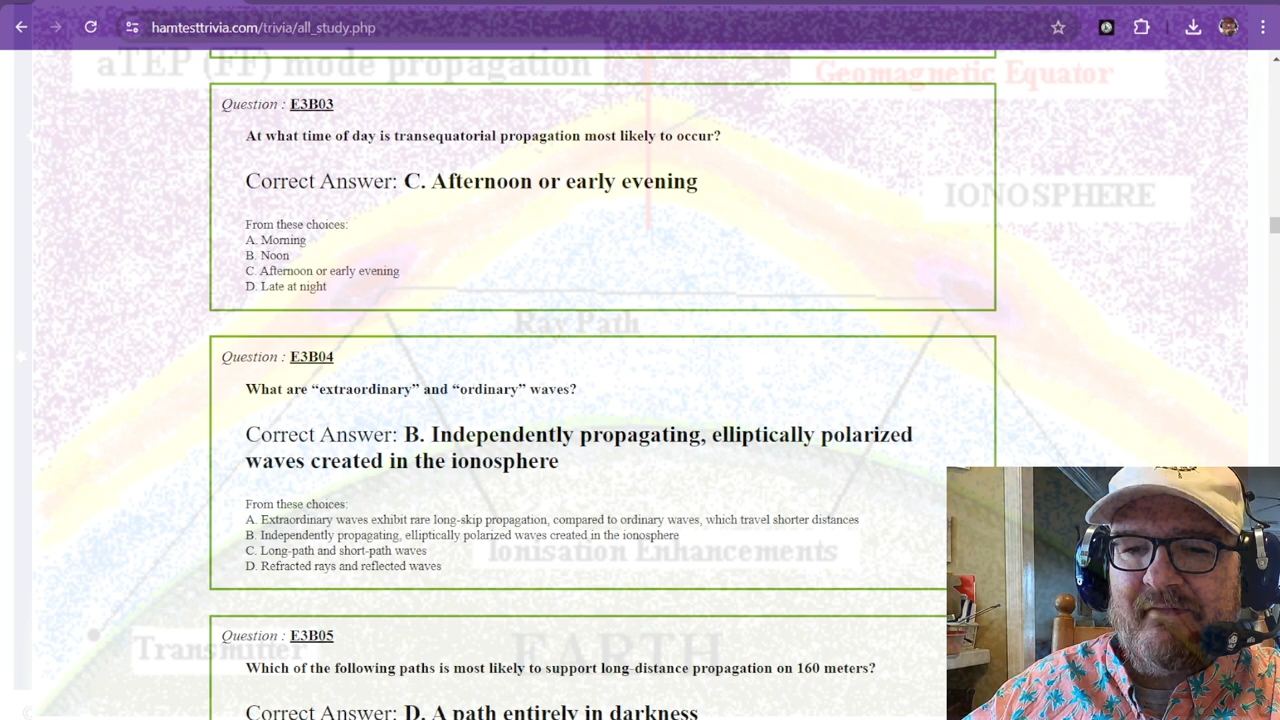 hamtesttrivia.com/trivia/all_study.php
aTEP (FF) mode propagation
Geomagnetic Equator
Question : E3B03
At what time of day is transequatorial propagation most likely to occur?
Correct Answer: C. Afternoon or early evening
IONOSPHERE
From these choices:
A. Morning
B. Noon
C. Afternoon or early evening
D. Late at night
Ray Path
Question : E3B04
What are “extraordinary” and “ordinary” waves?
Correct Answer: B. Independently propagating, elliptically polarized
waves created in the ionosphere
From these choices:
A. Extraordinary waves exhibit rare long-skip propagation, compared to ordinary waves, which travel shorter distances
B. Independently propagating, elliptically polarized waves created in the ionosphere
C. Long-path and short-path waves
Ionisation Enhancements
D. Refracted rays and reflected waves
Question : E3B05
Transmitter
EARTH
Which of the following paths is most likely to support long-distance propagation on 160 meters?
Correct Answer: D. A path entirely in darkness